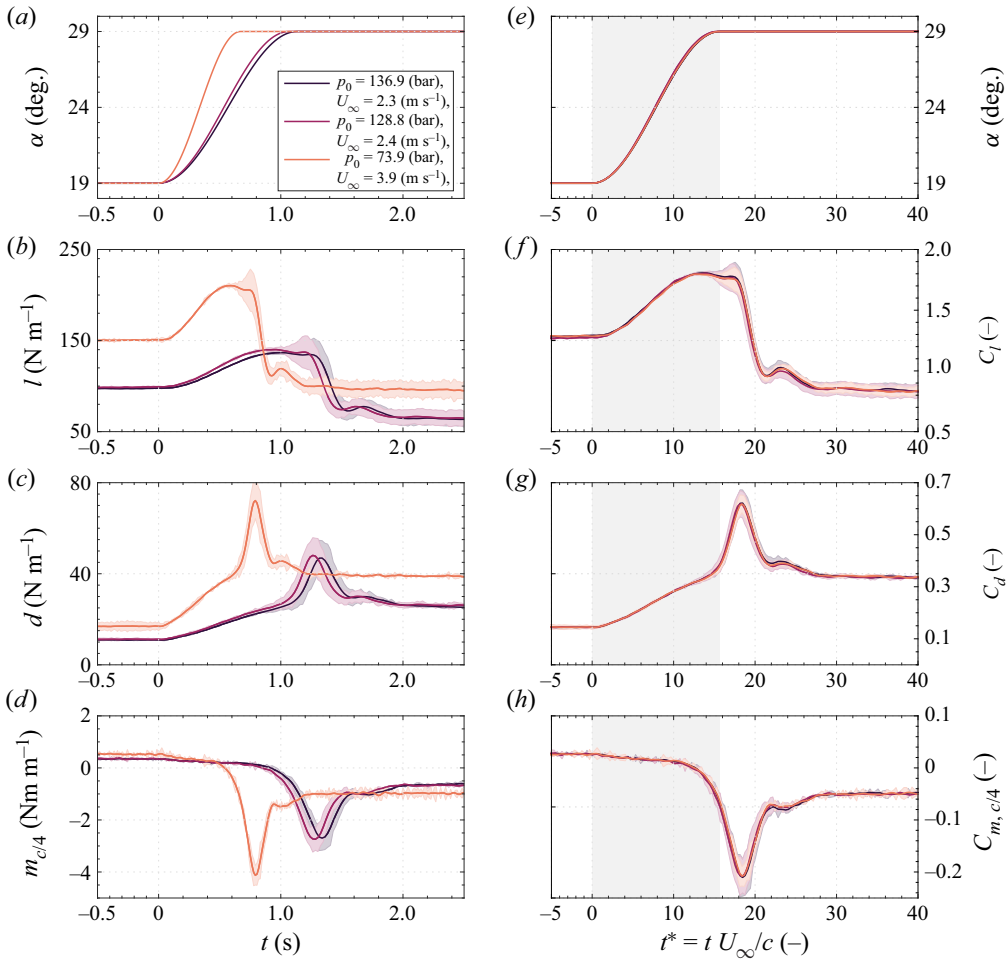 (a)
29
24
19
α (deg.)
p0 = 136.9 (bar),
U∞ = 2.3 (m s–1),
p0 = 128.8 (bar),
U∞ = 2.4 (m s–1),
p0 = 73.9 (bar),
U∞ = 3.9 (m s–1),
–0.5 0 1.0 2.0
(e)
29
24
19
α (deg.)
–5 0 10 20 30 40
(b)
250
150
50
l (N m–1)
–0.5 0 1.0 2.0
(f)
2.0
1.5
1.0
0.5
Cl (–)
–5 0 10 20 30 40
(c)
80
40
0
d (N m–1)
–0.5 0 1.0 2.0
(g)
0.7
0.5
0.3
0.1
Cd (–)
–5 0 10 20 30 40
(d)
2
0
–2
–4
mc/4 (Nm m–1)
–0.5 0 1.0 2.0
t (s)
(h)
0.1
0
–0.1
–0.2
Cm, c/4 (–)
–5 0 10 20 30 40
t* = t U∞/c (–)